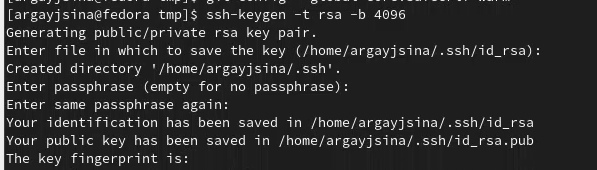 [argayjsina@fedora tmp]$ ssh-keygen -t rsa -b 4096
Generating public/private rsa key pair.
Enter file in which to save the key (/home/argayjsina/.ssh/id_rsa):
Created directory '/home/argayjsina/.ssh'.
Enter passphrase (empty for no passphrase):
Enter same passphrase again:
Your identification has been saved in /home/argayjsina/.ssh/id_rsa
Your public key has been saved in /home/argayjsina/.ssh/id_rsa.pub
The key fingerprint is: